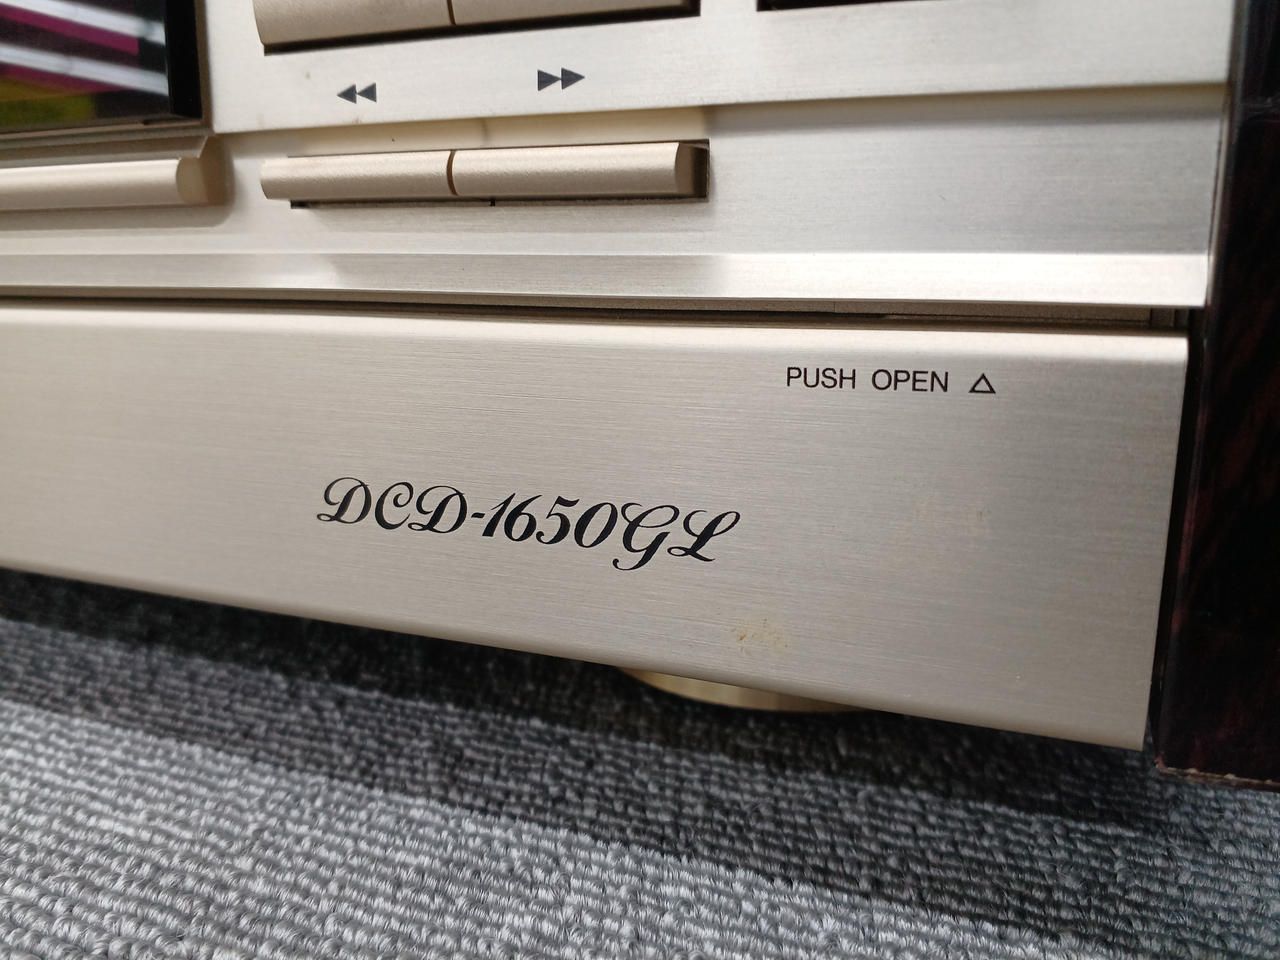 PUSH OPEN △
DCD-1650GL